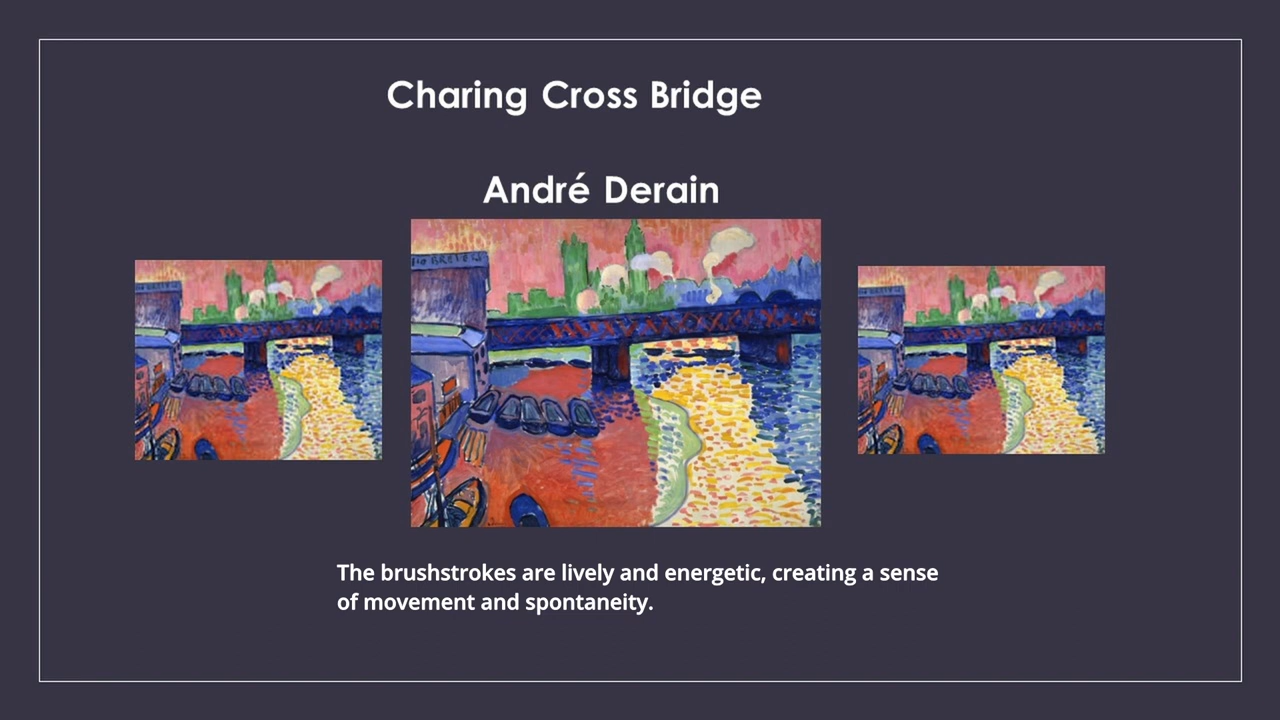 Charing Cross Bridge
André Derain
The brushstrokes are lively and energetic, creating a sense
of movement and spontaneity.